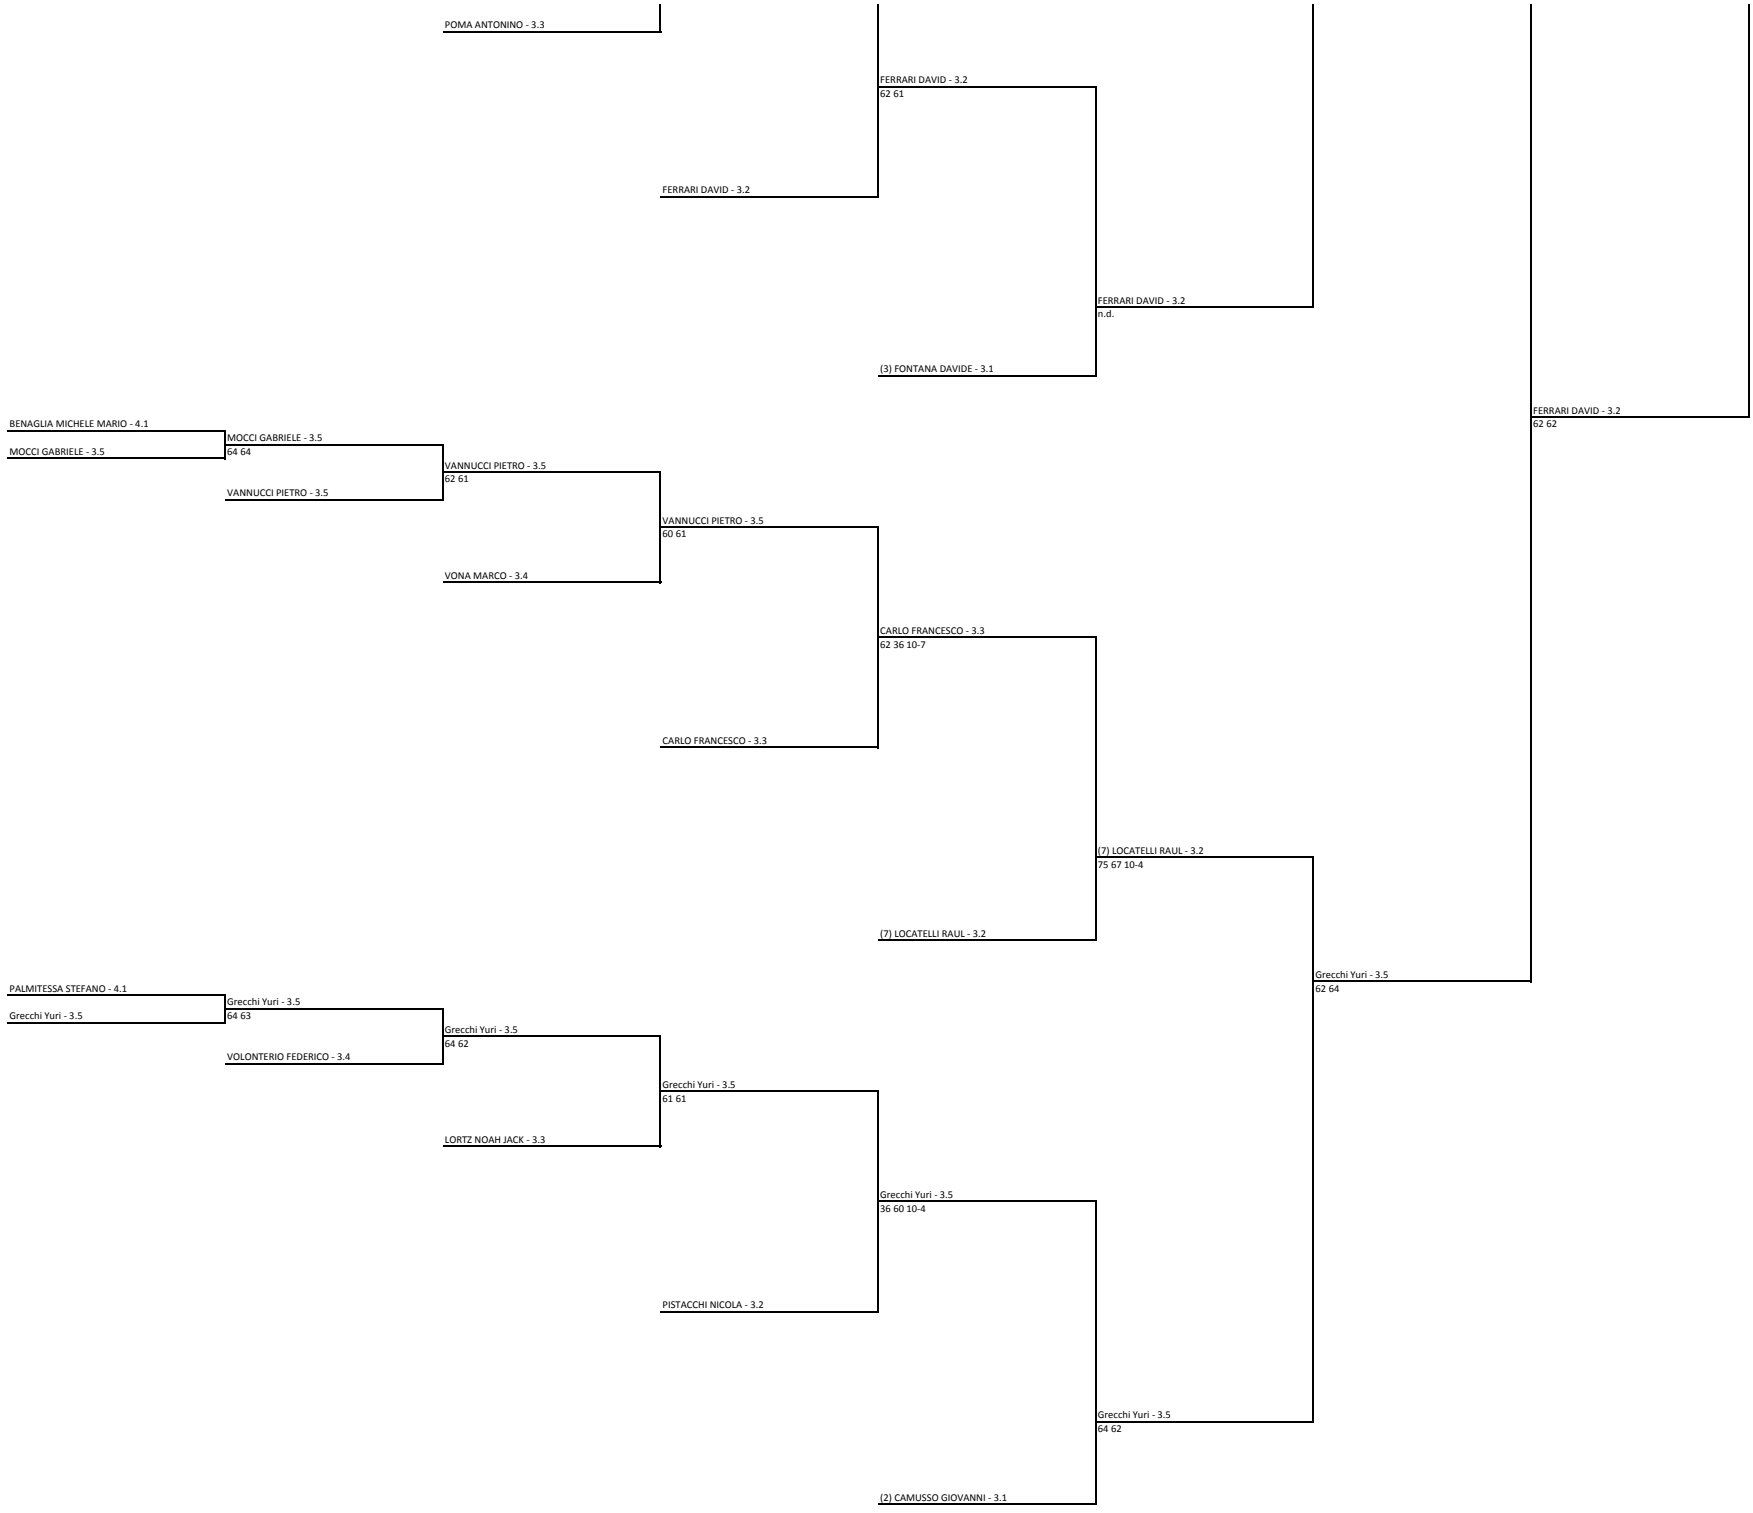 POMA ANTONINO - 3.3
FERRARI DAVID - 3.2
62 61
FERRARI DAVID - 3.2
FERRARI DAVID - 3.2
n.d.
(3) FONTANA DAVIDE - 3.1
FERRARI DAVID - 3.2
62 62
BENAGLIA MICHELE MARIO - 4.1
MOCCI GABRIELE - 3.5
MOCCI GABRIELE - 3.5
64 64
VANNUCCI PIETRO - 3.5
62 61
VANNUCCI PIETRO - 3.5
VANNUCCI PIETRO - 3.5
60 61
VONA MARCO - 3.4
CARLO FRANCESCO - 3.3
62 36 10-7
CARLO FRANCESCO - 3.3
(7) LOCATELLI RAUL - 3.2
75 67 10-4
(7) LOCATELLI RAUL - 3.2
Grecchi Yuri - 3.5
62 64
PALMITESSA STEFANO - 4.1
Grecchi Yuri - 3.5
Grecchi Yuri - 3.5
64 63
Grecchi Yuri - 3.5
64 62
VOLONTERIO FEDERICO - 3.4
Grecchi Yuri - 3.5
61 61
LORTZ NOAH JACK - 3.3
Grecchi Yuri - 3.5
36 60 10-4
PISTACCHI NICOLA - 3.2
Grecchi Yuri - 3.5
64 62
(2) CAMUSSO GIOVANNI - 3.1